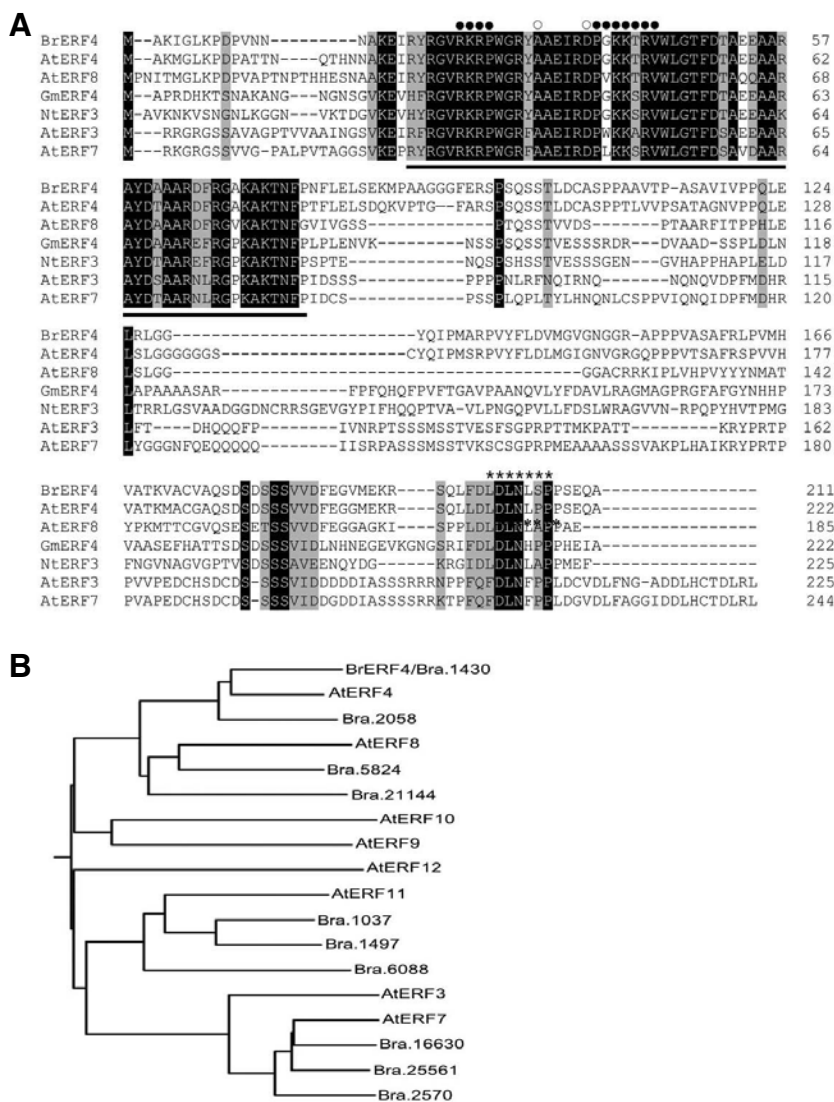 A
BrERF4 M--AKIGLKPDPVNN------NAKEIRYRGVRKRPWGRYAAEIRDPGKKTRVWLGTFDTAEEAAR 57
AtERF4 M--AKMGLKPDPATTN--QTHNNAKEIRYRGVRKRPWGRYAAEIRDPGKKTRVWLGTFDTAEEAAR 62
AtERF8 MPNITMGLKPDPVAPTNPTHHESNAAKEIRYRGVRKRPWGRYAAEIRDPVKKTRVWLGTFDTAEQAAR 68
GmERF4 M--APRDHKTSNAKANG---NGNSGVKEVHFRGVRKRPWGRYAAEIRDPGKKSRVWLGTFDTAEEAAR 63
NtERF3 M-AVKNKVSNGNLKGGN--VKTDGVKEVHYRGVRKRPWGRYAAEIRDPGKKSRVWLGTFDTAEEAAK 64
AtERF3 M--RRGRGSSAVAGPTVVAAINGSVKEIRFRGVRKRPWGRFAAEIRDPWKKARVWLGTFDSAEEAAR 65
AtERF7 M--RKGRGSSVVG-PALPVTAGGSVKEPRYRGVRKRPWGRFAAEIRDPLKKSRVWLGTFDSAVDAAR 64
BrERF4 AYDAAARDFRGAKAKTNFPNFLELSEKMPAAGGGFERSPSQSSTLDCASPPAAVTP-ASAVIVPPQLE 124
AtERF4 AYDTAARDFRGAKAKTNFPTFLELSDQKVPTG--FARSPSQSSTLDCASPPTLVVPSATAGNVPPQLE 128
AtERF8 AYDAAARDFRGAKAKTNFGVIVGSS---------PTQSSTVVDS------PTAARFITPPHLE 116
GmERF4 AYDTAAREFRGPKAKTNFPLPLENVK-----NSSPSQSSTVESSSRDR--DVAAD-SSPLDLN 118
NtERF3 AYDTAAREFRGPKAKTNFPSPTE--------NQSPSHSSTVESSSGEN---GVHAPPHAPLELD 117
AtERF3 AYDSAARNLRGPKAKTNFPIDSSS------PPPPNLRFNQIRNQ-----NQNQVDPFMDHR 115
AtERF7 AYDTAARNLRGPKAKTNFPIDCS-------PSSPLQPLTYLHNQNLCSPPVIQNQIDPFMDHR 120
BrERF4 LRLGG--------------------------YQIPMARPVYFLDVMGVGNGGR-APPPVASAFRLPVMH 166
AtERF4 LSLGGGGGGS--------------------CYQIPMSRPVYFLDLMGIGNVGRGQPPPVTSAFRSPVVH 177
AtERF8 LSLGG-------------------------------GGACRRKIPLVHPVYYYNMAT 142
GmERF4 LAPAAAASAR--------------FPFQHQFPVFTGAVPAANQVLYFDAVLRAGMAGPRGFAFGYNHHP 173
NtERF3 LTRRLGSVAADGGDNCRRSGEVGYPIFHQQPTVA-VLPNGQPVLLFDSLWRAGVVN-RPQPYHVTPMG 183
AtERF3 LFT-----DHQQQFP---------IVNRPTSSSMSSTVESFSGPRPTTMKPATT-----KRYPRTP 162
AtERF7 LYGGGNFQEQQQQQ----------IISRPASSSMSSTVKSCSGPRPMEAAAASSSVAKPLHAIKRYPRTP 180
*******
BrERF4 VATKVACVAQSDSDSSSVVDFEGVMEKR-----SQLFDLDLNLSPPSEQA------------ 211
AtERF4 VATKMACGAQSDSDSSSVVDFEGGMEKR-----SQLLDLDLNLPPPSEQA------------ 222
AtERF8 YPKMTTCGVQSESETSSVVDFEGGAGKI-----SPPLDLDLNLAPPAE--------------- 185
GmERF4 VAASEFHATTSDSDSSSVIDLNHNEGEVKGNGSRIFDLDLNHPPPHEIA------------ 222
NtERF3 FNGVNAGVGPTVSDSSSAVEENQYDG-----KRGIDLDLNLAPPMEF------------- 225
AtERF3 PVVPEDCHSDCDS-SSSVIDDDDDIASSSRRRNPPFQFDLNFPPLDCVDLFNG-ADDLHCTDLRL 225
AtERF7 PVAPEDCHSDCDS-SSSVIDDGDDIASSSSRRKTPFQFDLNFPPLDGVDLFAGGIDDLHCTDLRL 244
B
BrERF4/Bra.1430
AtERF4
Bra.2058
AtERF8
Bra.5824
Bra.21144
AtERF10
AtERF9
AtERF12
AtERF11
Bra.1037
Bra.1497
Bra.6088
AtERF3
AtERF7
Bra.16630
Bra.25561
Bra.2570